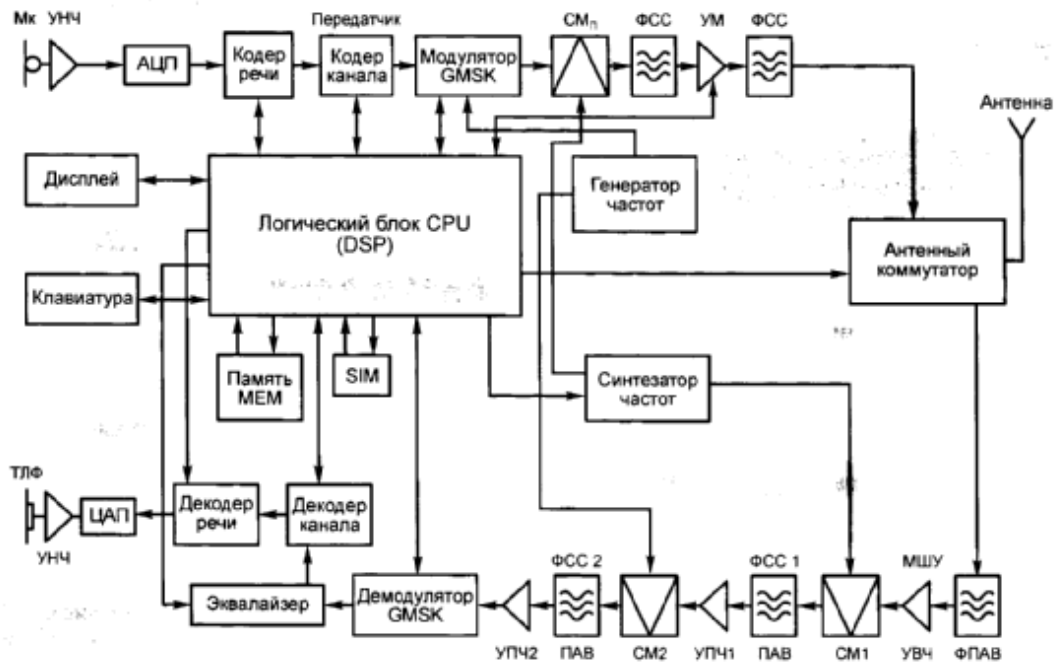 Мк УНЧ
Передатчик
СМп
ФСС
УМ
ФСС
АЦП
Кодер
речи
Кодер
канала
Модулятор
GMSK
Антенна
Дисплей
Логический блок CPU
(DSP)
Генератор
частот
Антенный
коммутатор
Клавиатура
Память
MEM
SIM
Синтезатор
частот
ТЛФ
УНЧ
ЦАП
Декодер
речи
Декодер
канала
Эквалайзер
Демодулятор
GMSK
УПЧ2
ФСС 2
ПАВ
СМ2
УПЧ1
ФСС 1
ПАВ
СМ1
МШУ
УВЧ
ФПАВ